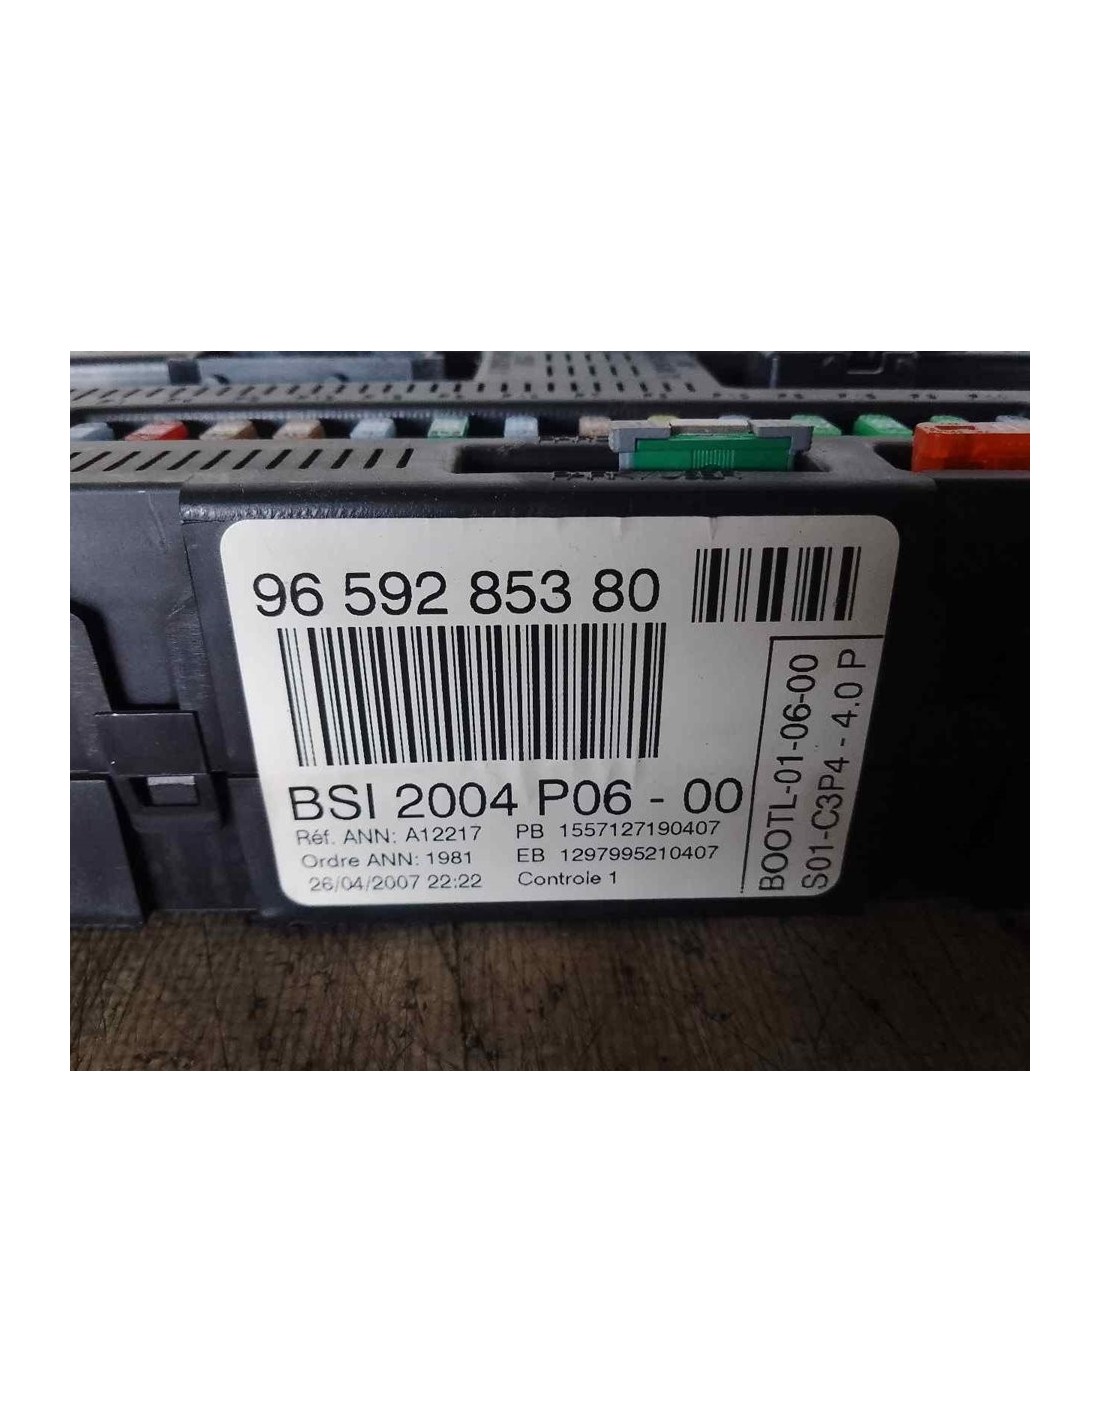 96 592 853 80
BSI 2004 P06 - 00
Réf. ANN: A12217 PB 1557127190407
Ordre ANN: 1981 EB 1297995210407
26/04/2007 22:22 Controle 1
BOOTL-01-06-00
S01-C3P4 - 4.0 P